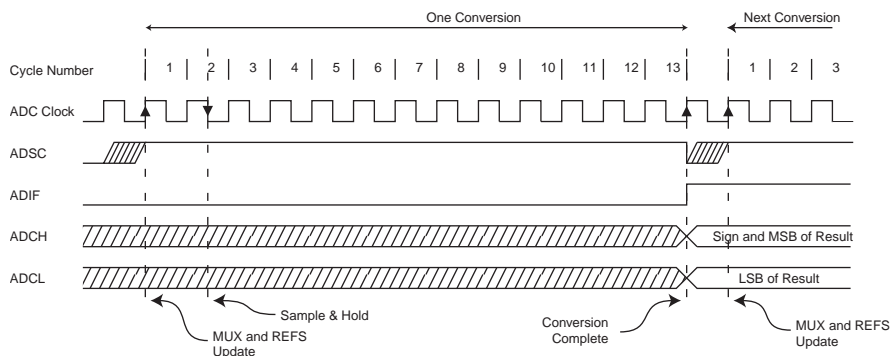 One Conversion
Next Conversion
Cycle Number 1 2 3 4 5 6 7 8 9 10 11 12 13 1 2 3
ADC Clock
ADSC
ADIF
ADCH Sign and MSB of Result
ADCL LSB of Result
MUX and REFS
Update
Sample & Hold
Conversion
Complete
MUX and REFS
Update